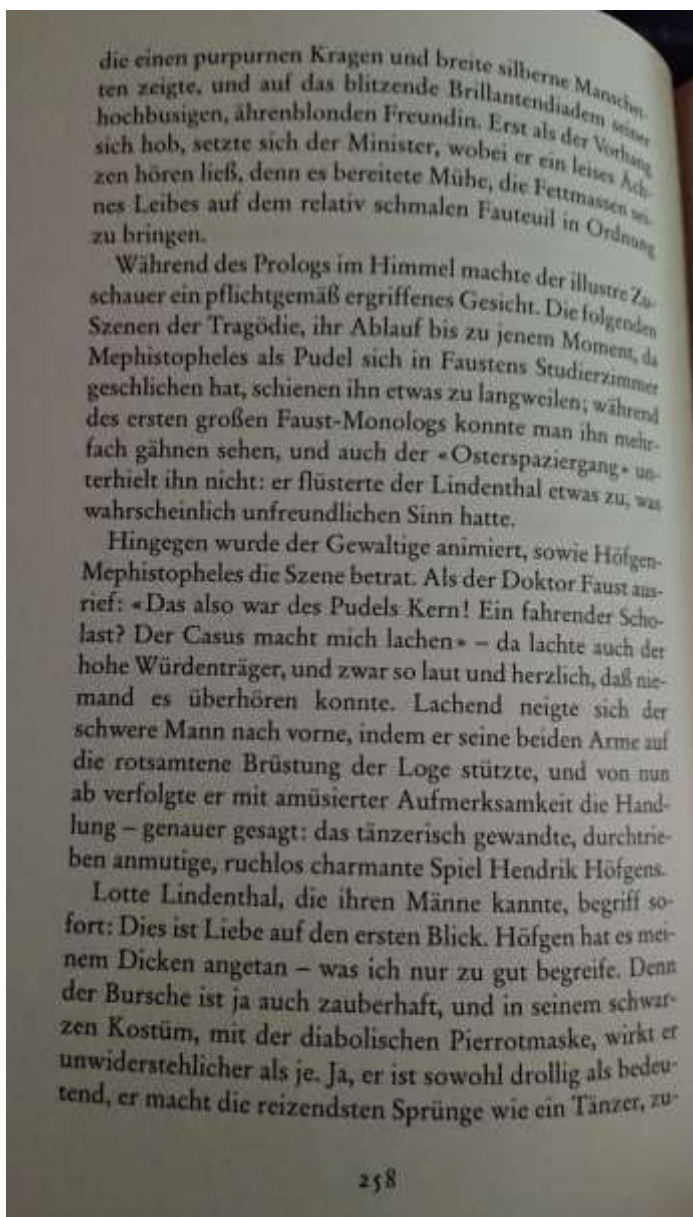 die einen purpurnen Kragen und breite silberne Manschet-
ten zeigte, und auf das blitzende Brillantendiadem seiner
hochbusigen, ährenblonden Freundin. Erst als der Vorhang
sich hob, setzte sich der Minister, wobei er ein leises Äch-
zen hören ließ, denn es bereitete Mühe, die Fettmassen sei-
nes Leibes auf dem relativ schmalen Fauteuil in Ordnung
zu bringen.
Während des Prologs im Himmel machte der illustre Zu-
schauer ein pflichtgemäß ergriffenes Gesicht. Die folgenden
Szenen der Tragödie, ihr Ablauf bis zu jenem Moment, da
Mephistopheles als Pudel sich in Faustens Studierzimmer
geschlichen hat, schienen ihn etwas zu langweilen; während
des ersten großen Faust-Monologs konnte man ihn mehr-
fach gähnen sehen, und auch der «Osterspaziergang» un-
terhielt ihn nicht: er flüsterte der Lindenthal etwas zu, was
wahrscheinlich unfreundlichen Sinn hatte.
Hingegen wurde der Gewaltige animiert, sowie Höfgen-
Mephistopheles die Szene betrat. Als der Doktor Faust aus-
rief: «Das also war des Pudels Kern! Ein fahrender Scho-
last? Der Casus macht mich lachen» – da lachte auch der
hohe Würdenträger, und zwar so laut und herzlich, daß nie-
mand es überhören konnte. Lachend neigte sich der
schwere Mann nach vorne, indem er seine beiden Arme auf
die rotsamtene Brüstung der Loge stützte, und von nun
ab verfolgte er mit amüsierter Aufmerksamkeit die Hand-
lung – genauer gesagt: das tänzerisch gewandte, durchtrie-
ben anmutige, ruchlos charmante Spiel Hendrik Höfgens.
Lotte Lindenthal, die ihren Männe kannte, begriff so-
fort: Dies ist Liebe auf den ersten Blick. Höfgen hat es mei-
nem Dicken angetan – was ich nur zu gut begreife. Denn
der Bursche ist ja auch zauberhaft, und in seinem schwar-
zen Kostüm, mit der diabolischen Pierrotmaske, wirkt er
unwiderstehlicher als je. Ja, er ist sowohl drollig als bedeu-
tend, er macht die reizendsten Sprünge wie ein Tänzer, zu-
258